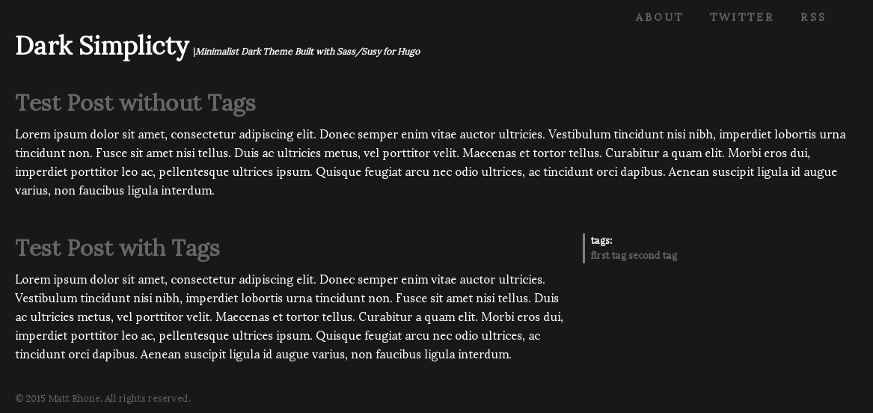 ABOUT TWITTER RSS
Dark Simplicty |Minimalist Dark Theme Built with Sass/Susy for Hugo
Test Post without Tags
Lorem ipsum dolor sit amet, consectetur adipiscing elit. Donec semper enim vitae auctor ultricies. Vestibulum tincidunt nisi nibh, imperdiet lobortis urna
tincidunt non. Fusce sit amet nisi tellus. Duis ac ultricies metus, vel porttitor velit. Maecenas et tortor tellus. Curabitur a quam elit. Morbi eros dui,
imperdiet porttitor leo ac, pellentesque ultrices ipsum. Quisque feugiat arcu nec odio ultrices, ac tincidunt orci dapibus. Aenean suscipit ligula id augue
varius, non faucibus ligula interdum.
Test Post with Tags
Lorem ipsum dolor sit amet, consectetur adipiscing elit. Donec semper enim vitae auctor ultricies.
Vestibulum tincidunt nisi nibh, imperdiet lobortis urna tincidunt non. Fusce sit amet nisi tellus. Duis
ac ultricies metus, vel porttitor velit. Maecenas et tortor tellus. Curabitur a quam elit. Morbi eros dui,
imperdiet porttitor leo ac, pellentesque ultrices ipsum. Quisque feugiat arcu nec odio ultrices, ac
tincidunt orci dapibus. Aenean suscipit ligula id augue varius, non faucibus ligula interdum.
tags:
first tag second tag
© 2015 Matt Rhone. All rights reserved.